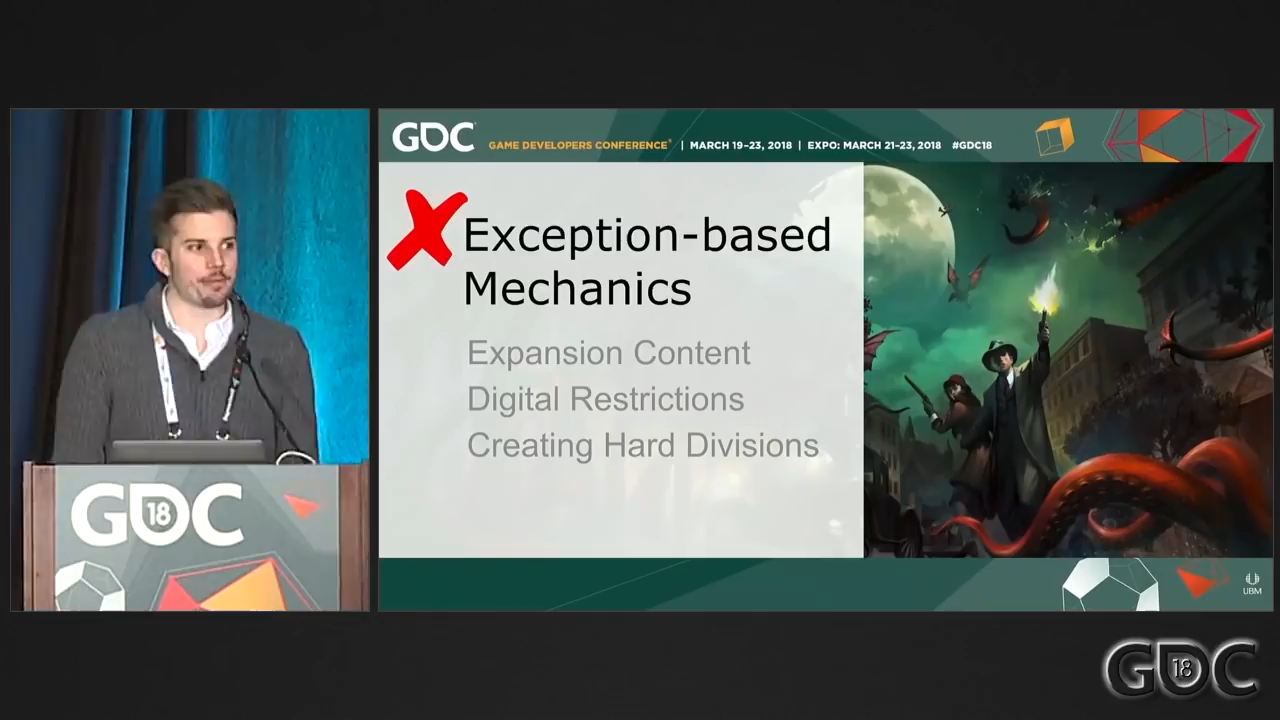 GDC GAME DEVELOPERS CONFERENCE® | MARCH 19–23, 2018 | EXPO: MARCH 21–23, 2018 #GDC18
Exception-based
Mechanics
Expansion Content
Digital Restrictions
Creating Hard Divisions
GDC 18
UBM
GDC 18